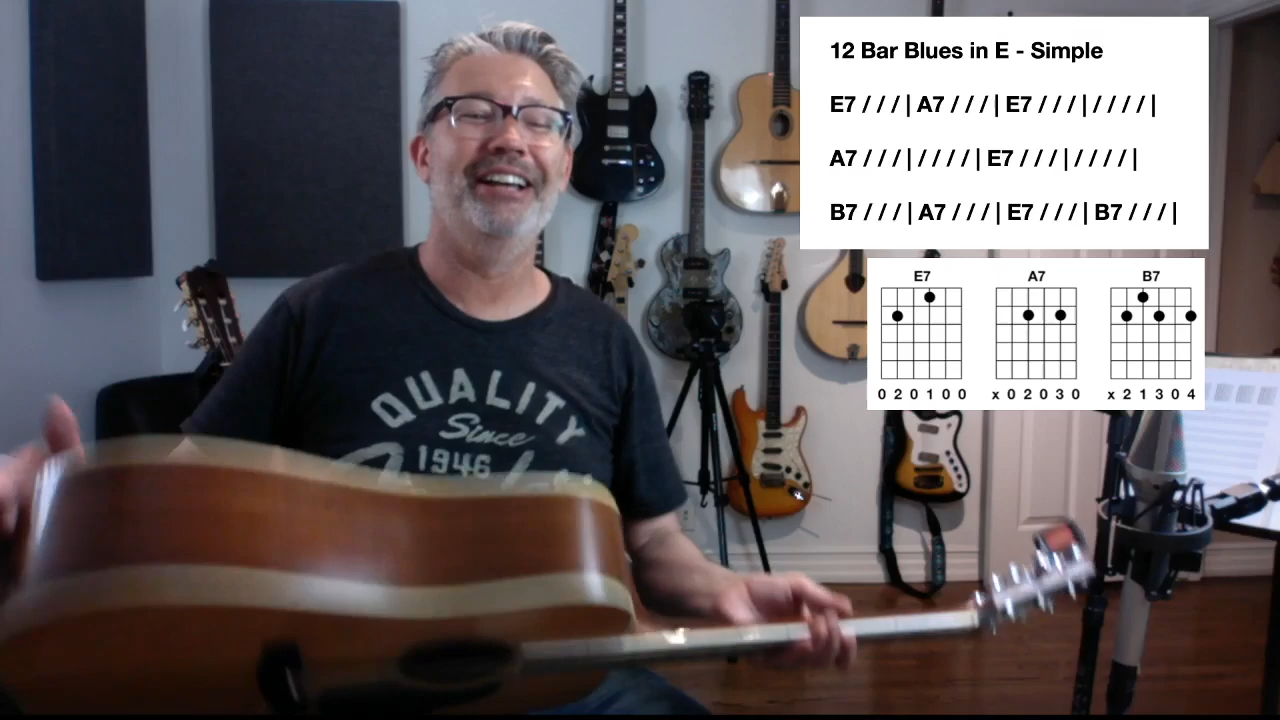 12 Bar Blues in E - Simple
E7 / / / | A7 / / / | E7 / / / | / / / / |
A7 / / / | / / / / | E7 / / / | / / / / |
B7 / / / | A7 / / / | E7 / / / | B7 / / / |
E7 A7 B7
0 2 0 1 0 0 x 0 2 0 3 0 x 2 1 3 0 4
QUALITY
Since
1946